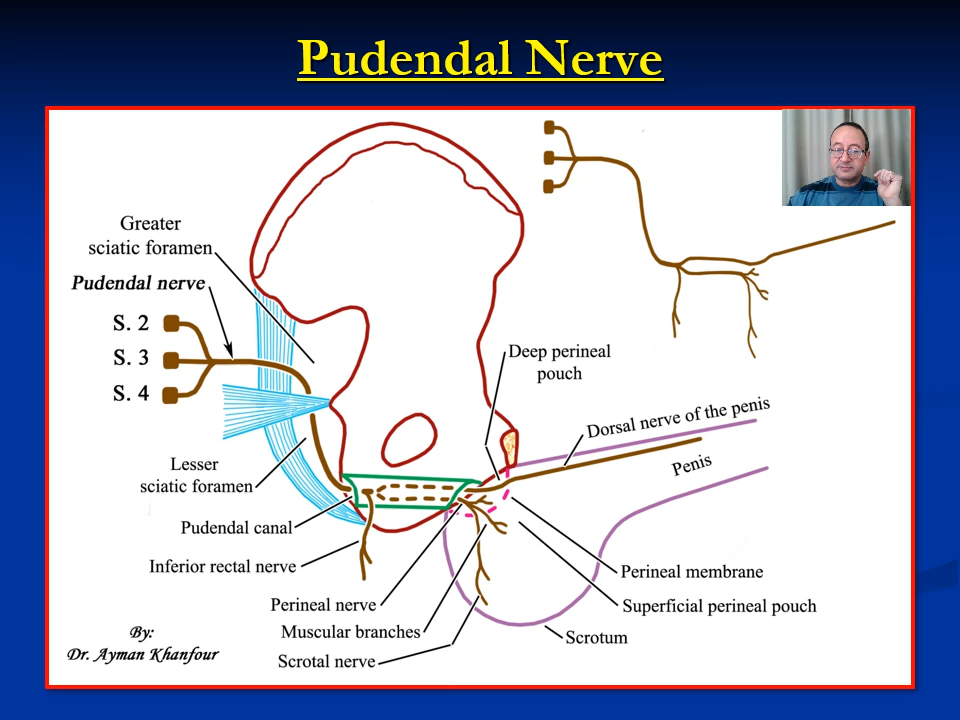 Pudendal Nerve
Greater
sciatic foramen
Pudendal nerve
S. 2
S. 3
S. 4
Deep perineal
pouch
Dorsal nerve of the penis
Penis
Lesser
sciatic foramen
Pudendal canal
Inferior rectal nerve
Perineal nerve
Muscular branches
Scrotal nerve
Perineal membrane
Superficial perineal pouch
Scrotum
By:
Dr. Ayman Khanfour